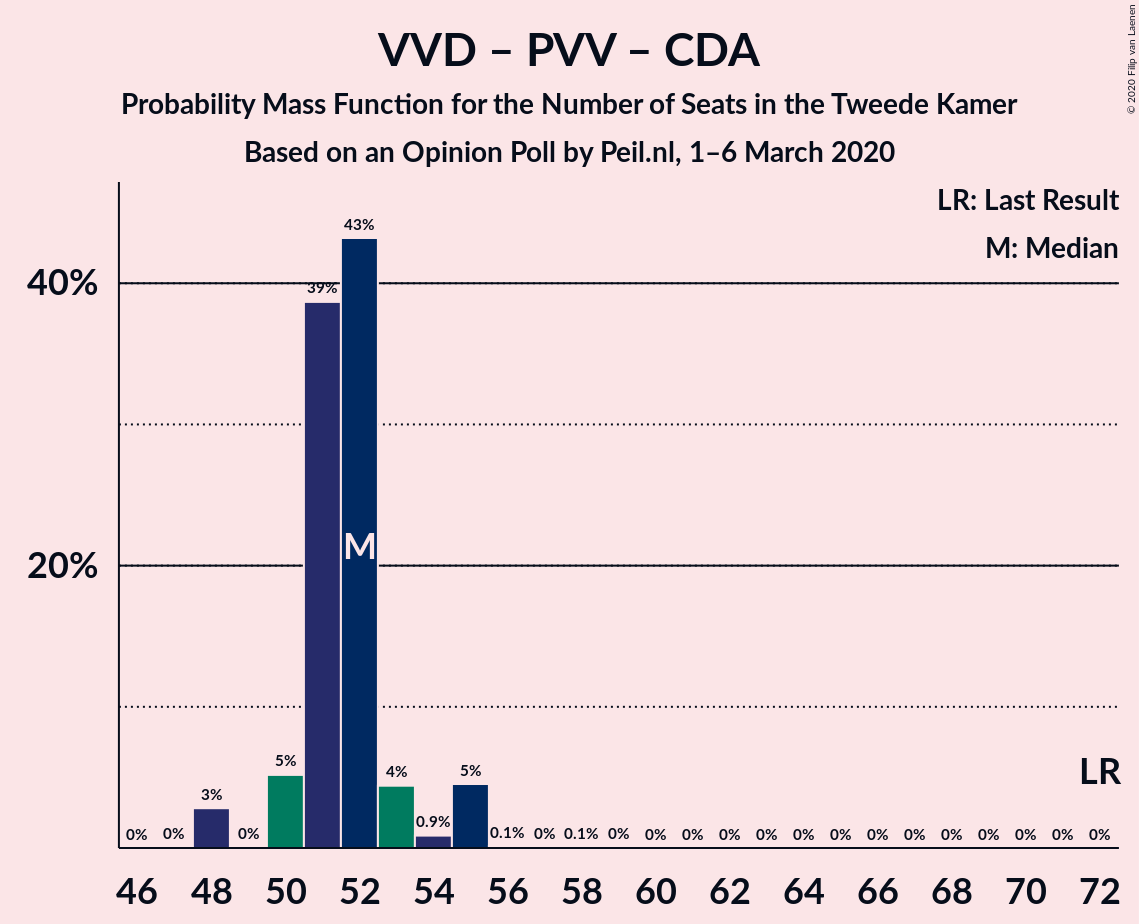 VVD – PVV – CDA
Probability Mass Function for the Number of Seats in the Tweede Kamer
Based on an Opinion Poll by Peil.nl, 1–6 March 2020
© 2020 Filip van Laenen
LR: Last Result
M: Median
40%
20%
0% 0% 3% 0% 5% 39% 43% 4% 0.9% 5% 0.1% 0% 0.1% 0% 0% 0% 0% 0% 0% 0% 0% 0% 0% 0% 0% 0% 0%
M
LR
46 48 50 52 54 56 58 60 62 64 66 68 70 72